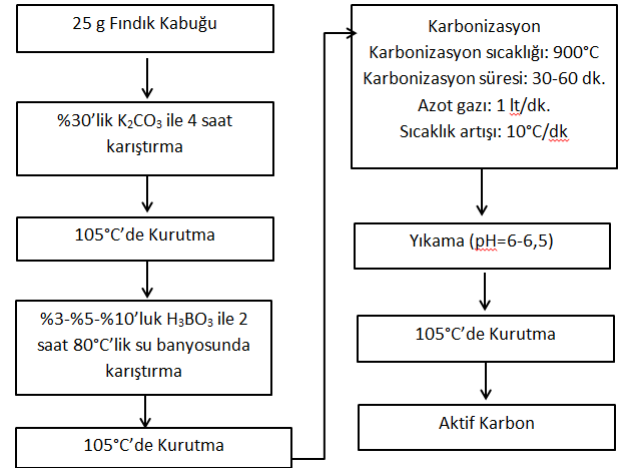 25 g Fındık Kabuğu
%30’lik K₂CO₃ ile 4 saat
karıştırma
105°C’de Kurutma
%3-%5-%10’luk H₃BO₃ ile 2
saat 80°C’lik su banyosunda
karıştırma
105°C’de Kurutma
Karbonizasyon
Karbonizasyon sıcaklığı: 900°C
Karbonizasyon süresi: 30-60 dk.
Azot gazı: 1 lt/dk.
Sıcaklık artışı: 10°C/dk
Yıkama (pH=6-6,5)
105°C’de Kurutma
Aktif Karbon